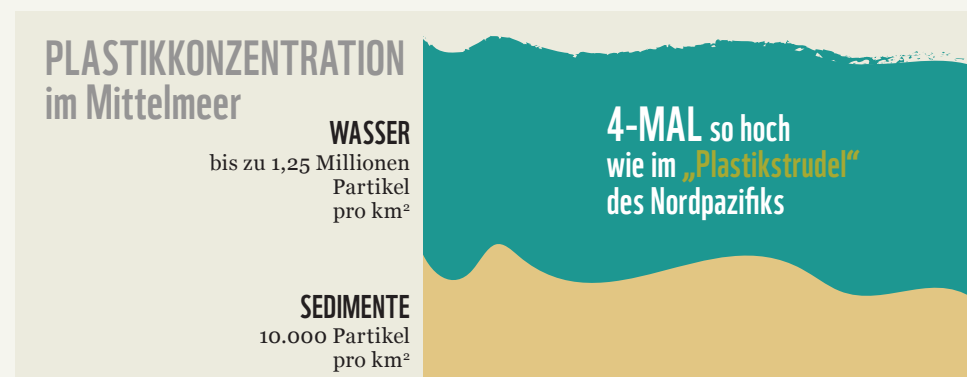 PLASTIKKONZENTRATION
im Mittelmeer
WASSER
bis zu 1,25 Millionen
Partikel
pro km²
4-MAL so hoch
wie im „Plastikstrudel“
des Nordpazifiks
SEDIMENTE
10.000 Partikel
pro km²